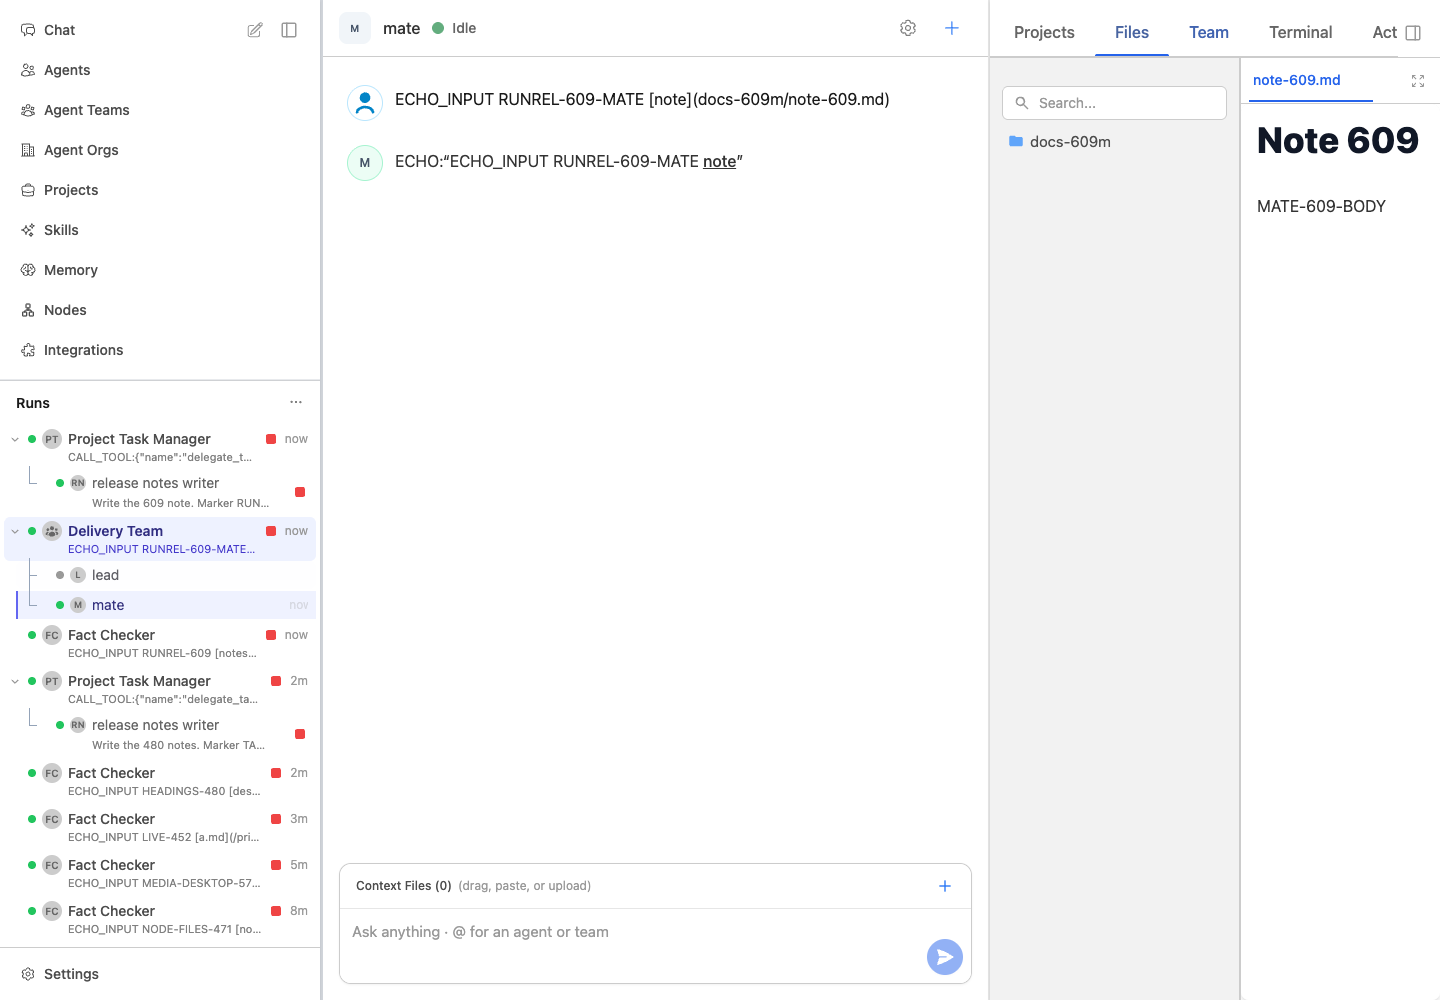 Chat
Agents
Agent Teams
Agent Orgs
Projects
Skills
Memory
Nodes
Integrations
Runs
PT Project Task Manager now
CALL_TOOL:{"name":"delegate_t...
RN release notes writer
Write the 609 note. Marker RUN...
Delivery Team now
ECHO_INPUT RUNREL-609-MATE...
L lead
M mate now
FC Fact Checker now
ECHO_INPUT RUNREL-609 [notes...
PT Project Task Manager 2m
CALL_TOOL:{"name":"delegate_ta...
RN release notes writer
Write the 480 notes. Marker TA...
FC Fact Checker 2m
ECHO_INPUT HEADINGS-480 [des...
FC Fact Checker 3m
ECHO_INPUT LIVE-452 [a.md](/pri...
FC Fact Checker 5m
ECHO_INPUT MEDIA-DESKTOP-57...
FC Fact Checker 8m
ECHO_INPUT NODE-FILES-471 [no...
Settings
M mate Idle
ECHO_INPUT RUNREL-609-MATE [note](docs-609m/note-609.md)
M ECHO:“ECHO_INPUT RUNREL-609-MATE note”
Context Files (0) (drag, paste, or upload)
Ask anything · @ for an agent or team
Projects Files Team Terminal Act
Search...
docs-609m
note-609.md
Note 609
MATE-609-BODY